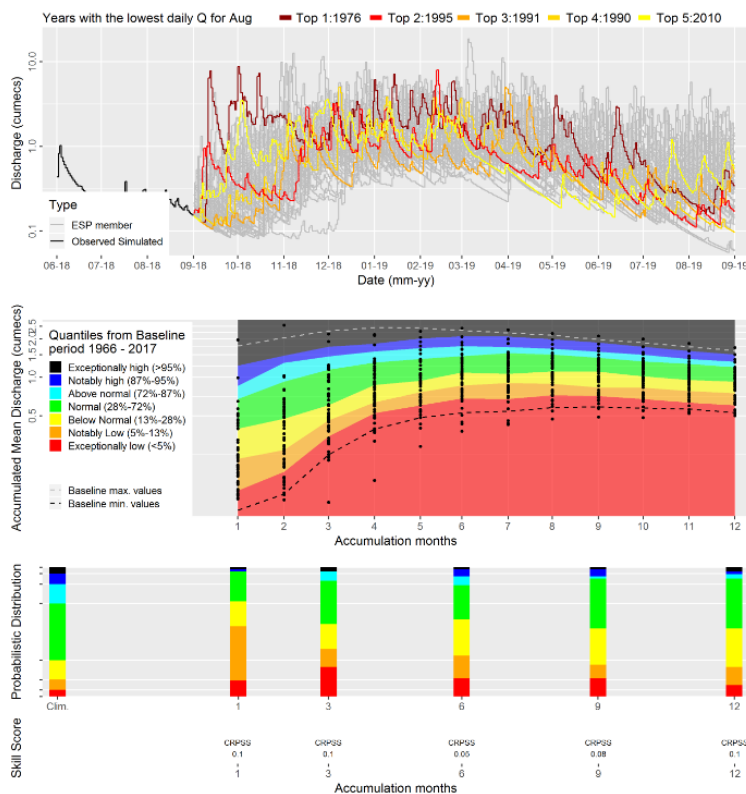 Years with the lowest daily Q for Aug Top 1:1976 Top 2:1995 Top 3:1991 Top 4:1990 Top 5:2010
Discharge (cumecs)
10.0
1.0
0.1
Type
ESP member
Observed Simulated
06-18 07-18 08-18 09-18 10-18 11-18 12-18 01-19 02-19 03-19 04-19 05-19 06-19 07-19 08-19 09-19
Date (mm-yy)
Accumulated Mean Discharge (cumecs)
1.0
0.5
Quantiles from Baseline
period 1966 - 2017
Exceptionally high (>95%)
Notably high (87%-95%)
Above normal (72%-87%)
Normal (28%-72%)
Below Normal (13%-28%)
Notably Low (5%-13%)
Exceptionally low (<5%)
Baseline max. values
Baseline min. values
1 2 3 4 5 6 7 8 9 10 11 12
Accumulation months
Probabilistic Distribution
Clim. 1 3 6 9 12
Skill Score
CRPSS CRPSS CRPSS CRPSS CRPSS
0.1 0.1 0.06 0.08 0.1
1 3 6 9 12
Accumulation months